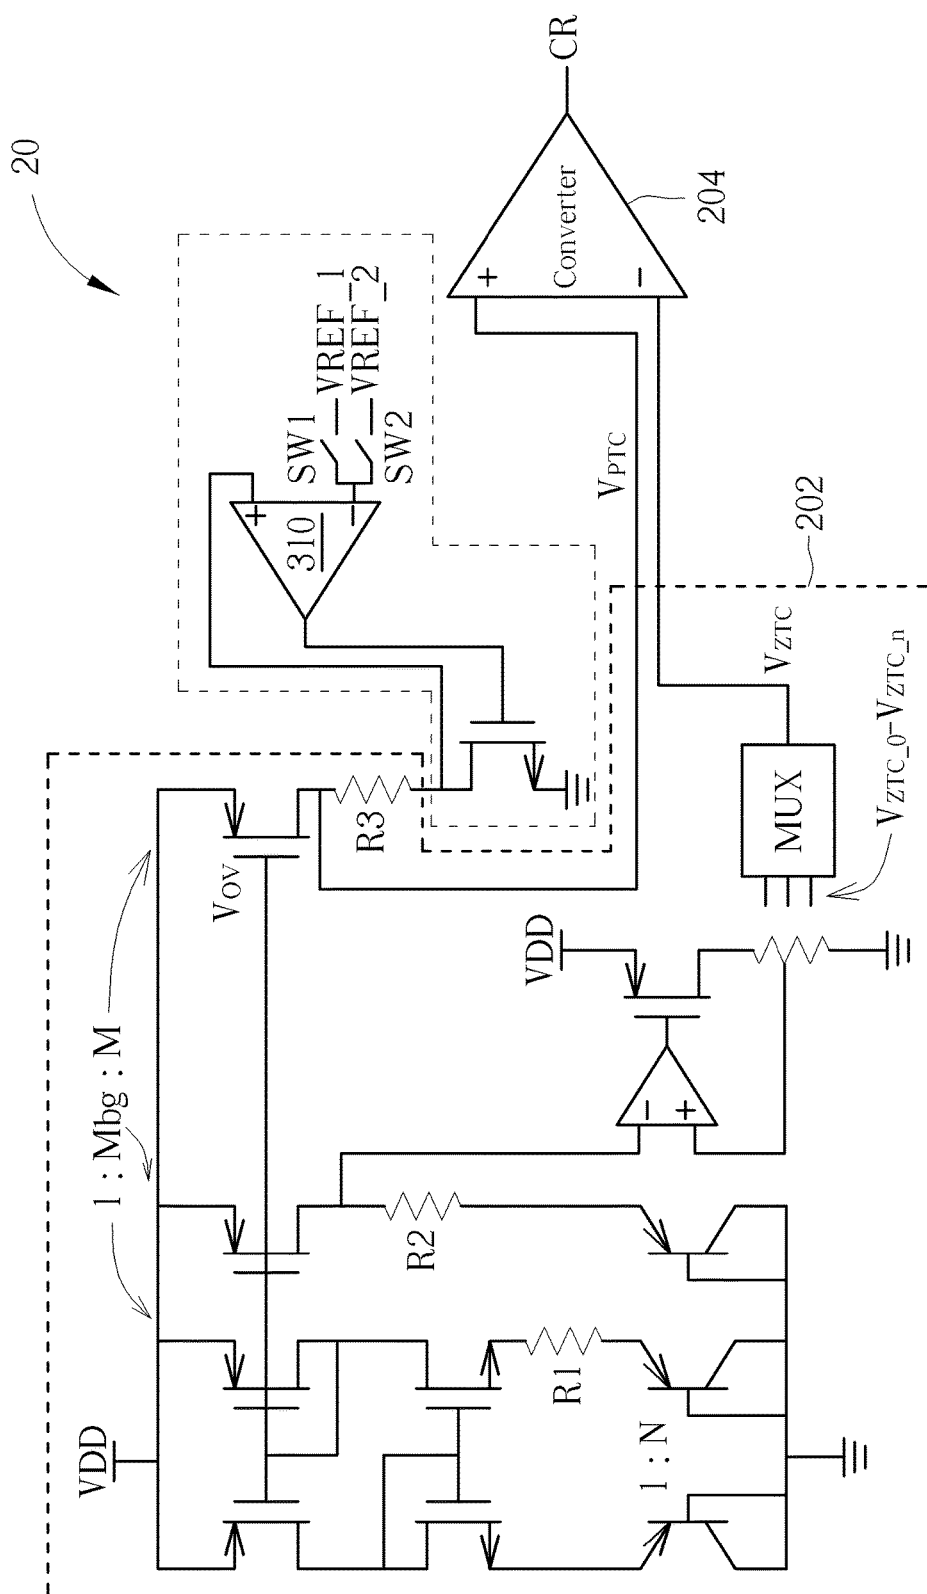 20
VDD
1 : Mbg : M
VOV
R3
R2
R1
1 : N
VDD
310
+
−
SW1
SW2
VREF_1
VREF_2
+
−
Converter
204
CR
VPTC
202
VZTC
MUX
VZTC_0-VZTC_n
−
+